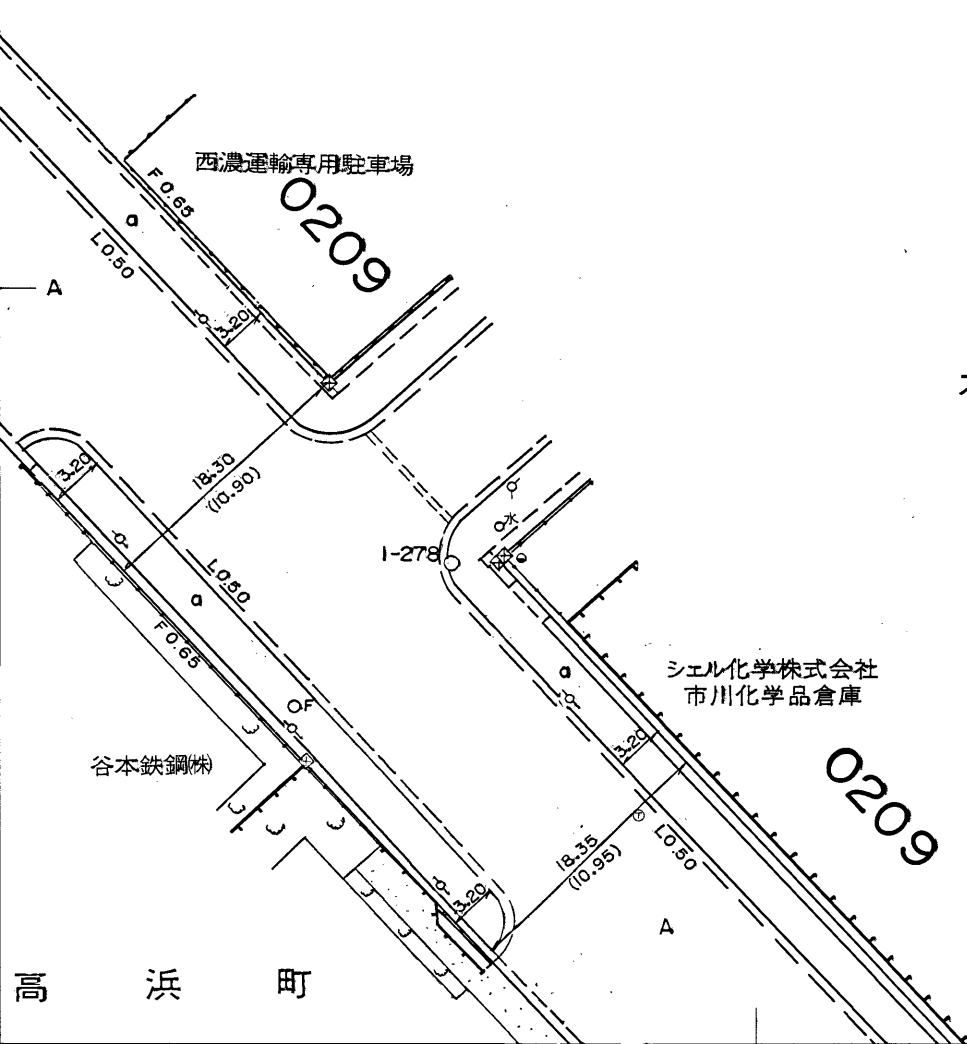 西濃運輸専用駐車場
0209
F0.65
a
L0.50
A
3.20
18.30
(10.90)
3.20
水
1-278
L0.50
a
F0.65
シェル化学株式会社
市川化学品倉庫
a
F
3.20
谷本鉄鋼㈱
0209
18.35
(10.95)
L0.50
3.20
A
高浜町